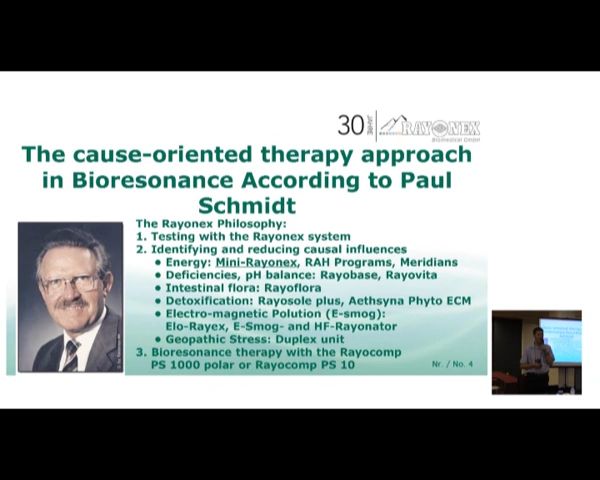 30 JAHRE RAYONEX
Biomedical GmbH
The cause-oriented therapy approach
in Bioresonance According to Paul
Schmidt
The Rayonex Philosophy:
1. Testing with the Rayonex system
2. Identifying and reducing causal influences
● Energy: Mini-Rayonex, RAH Programs, Meridians
● Deficiencies, pH balance: Rayobase, Rayovita
● Intestinal flora: Rayoflora
● Detoxification: Rayosole plus, Aethsyna Phyto ECM
● Electro-magnetic Polution (E-smog):
Elo-Rayex, E-Smog- and HF-Rayonator
● Geopathic Stress: Duplex unit
3. Bioresonance therapy with the Rayocomp
PS 1000 polar or Rayocomp PS 10
Nr. / No. 4